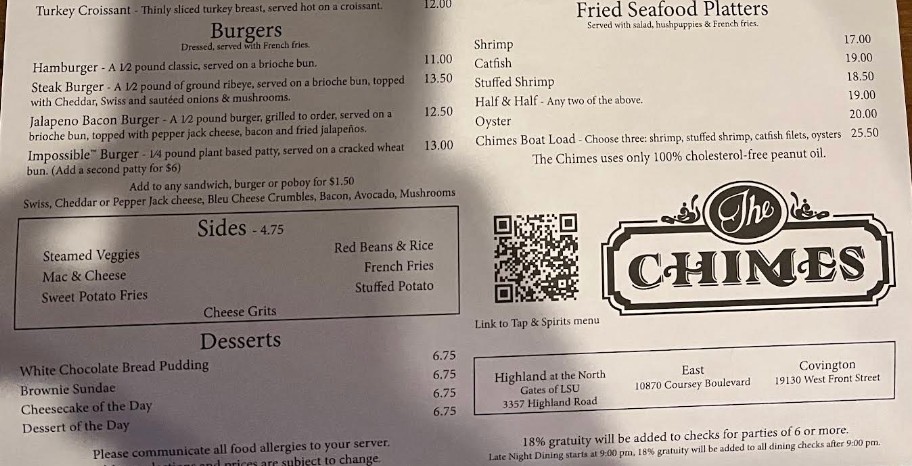 Turkey Croissant - Thinly sliced turkey breast, served hot on a croissant. 12.00
Burgers
Dressed, served with French fries.
Hamburger - A 1/2 pound classic, served on a brioche bun. 11.00
Steak Burger - A 1/2 pound of ground ribeye, served on a brioche bun, topped 13.50
with Cheddar, Swiss and sautéed onions & mushrooms.
Jalapeno Bacon Burger - A 1/2 pound burger, grilled to order, served on a 12.50
brioche bun, topped with pepper jack cheese, bacon and fried jalapeños.
Impossible™ Burger - 1/4 pound plant based patty, served on a cracked wheat 13.00
bun. (Add a second patty for $6)
Add to any sandwich, burger or poboy for $1.50
Swiss, Cheddar or Pepper Jack cheese, Bleu Cheese Crumbles, Bacon, Avocado, Mushrooms
Sides - 4.75
Steamed Veggies
Mac & Cheese
Sweet Potato Fries
Red Beans & Rice
French Fries
Stuffed Potato
Cheese Grits
Desserts
White Chocolate Bread Pudding 6.75
Brownie Sundae 6.75
Cheesecake of the Day 6.75
Dessert of the Day 6.75
Please communicate all food allergies to your server.
and prices are subject to change.
Fried Seafood Platters
Served with salad, hushpuppies & French fries.
Shrimp 17.00
Catfish 19.00
Stuffed Shrimp 18.50
Half & Half - Any two of the above. 19.00
Oyster 20.00
Chimes Boat Load - Choose three: shrimp, stuffed shrimp, catfish filets, oysters 25.50
The Chimes uses only 100% cholesterol-free peanut oil.
The
CHIMES
Link to Tap & Spirits menu
Highland at the North
Gates of LSU
3357 Highland Road
East
10870 Coursey Boulevard
Covington
19130 West Front Street
18% gratuity will be added to checks for parties of 6 or more.
Late Night Dining starts at 9:00 pm, 18% gratuity will be added to all dining checks after 9:00 pm.